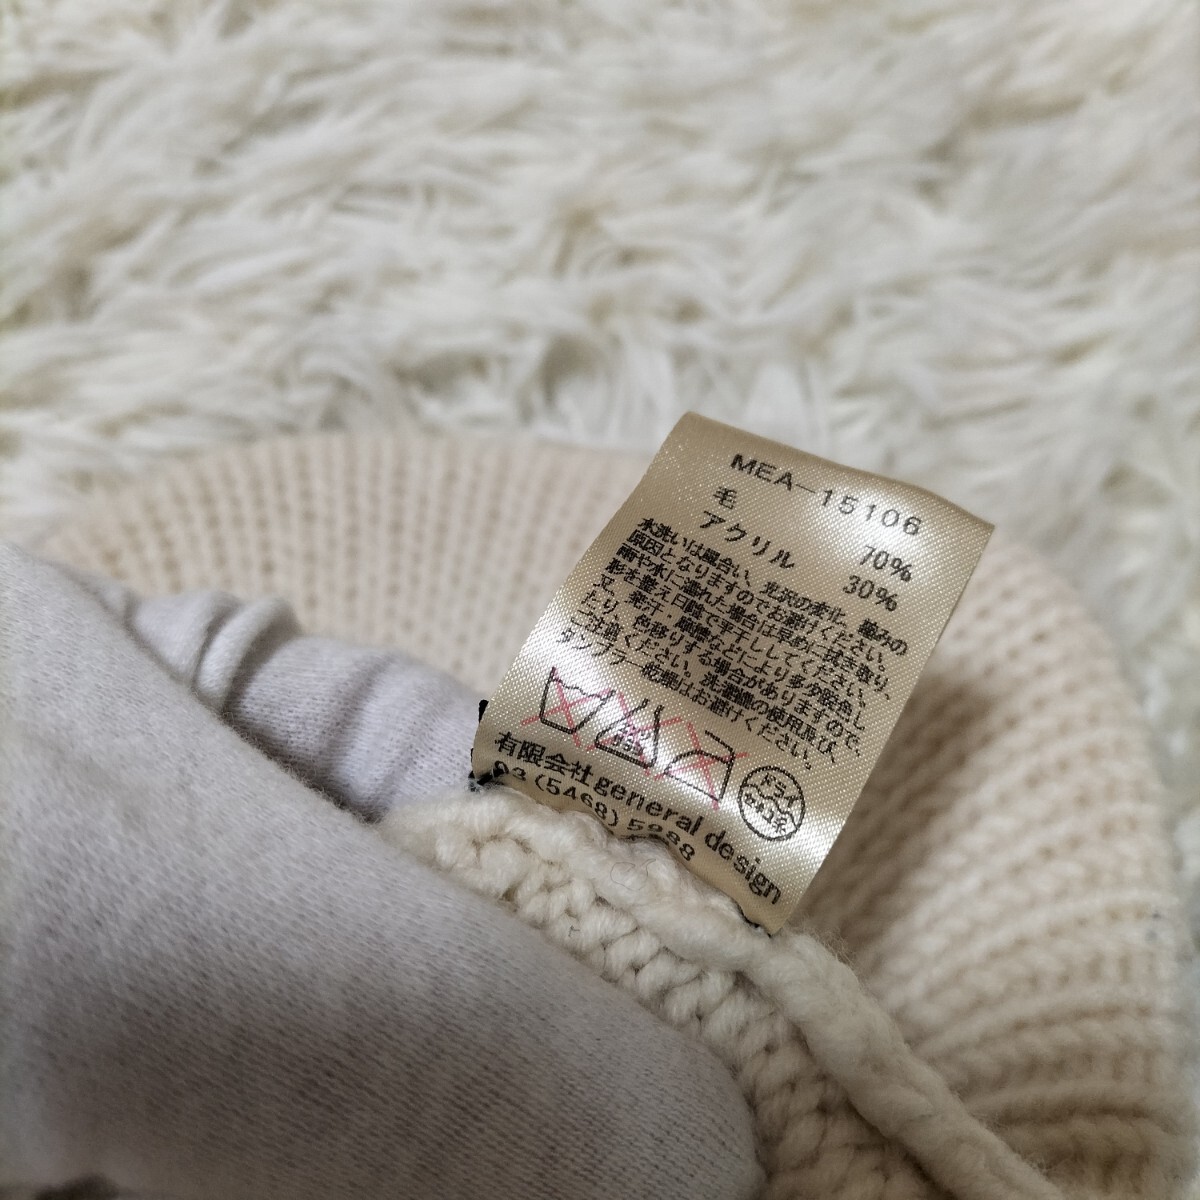 MEA-15106
毛 70%
アクリル 30%
水洗いは風合い、光沢の変化、縮みの
原因となりますのでお避けください。
雨や水に濡れた場合は早めに拭き取り、
形を整え日陰で平干ししてください。
又、発汗・摩擦などにより多少脱色し
たり、色移りする場合がありますので、
ご注意ください。洗濯機の使用及び、
タンブラー乾燥はお避けください。
ドライ
有限会社general design
03(5468)5288